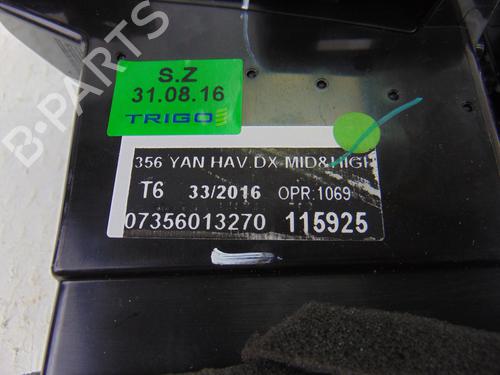 S.Z
31.08.16
TRIGO
356 YAN HAV.DX MID&HIGH
T6 33/2016 OPR:1069
07356013270 115925
B-PARTS